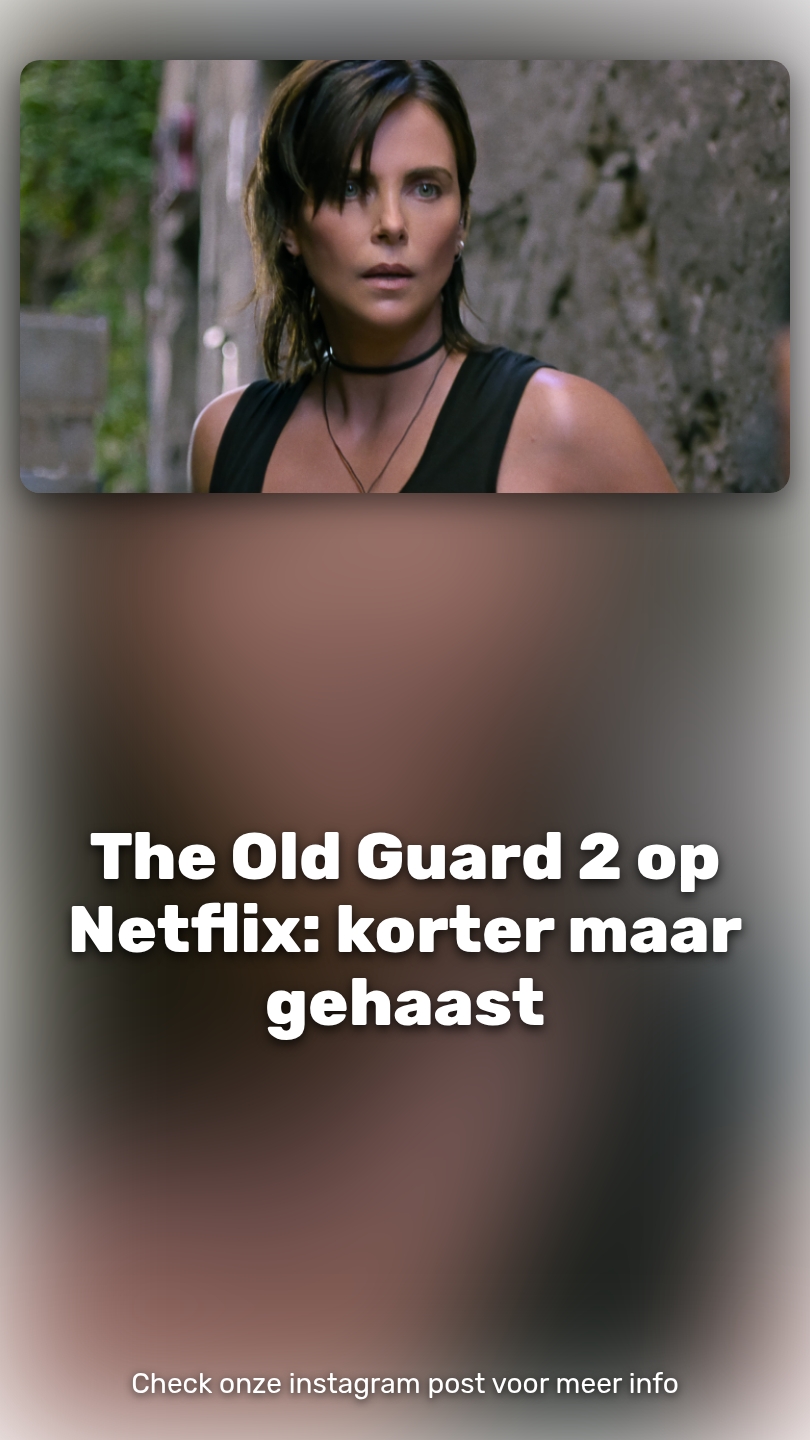 The Old Guard 2 op
Netflix: korter maar
gehaast
Check onze instagram post voor meer info